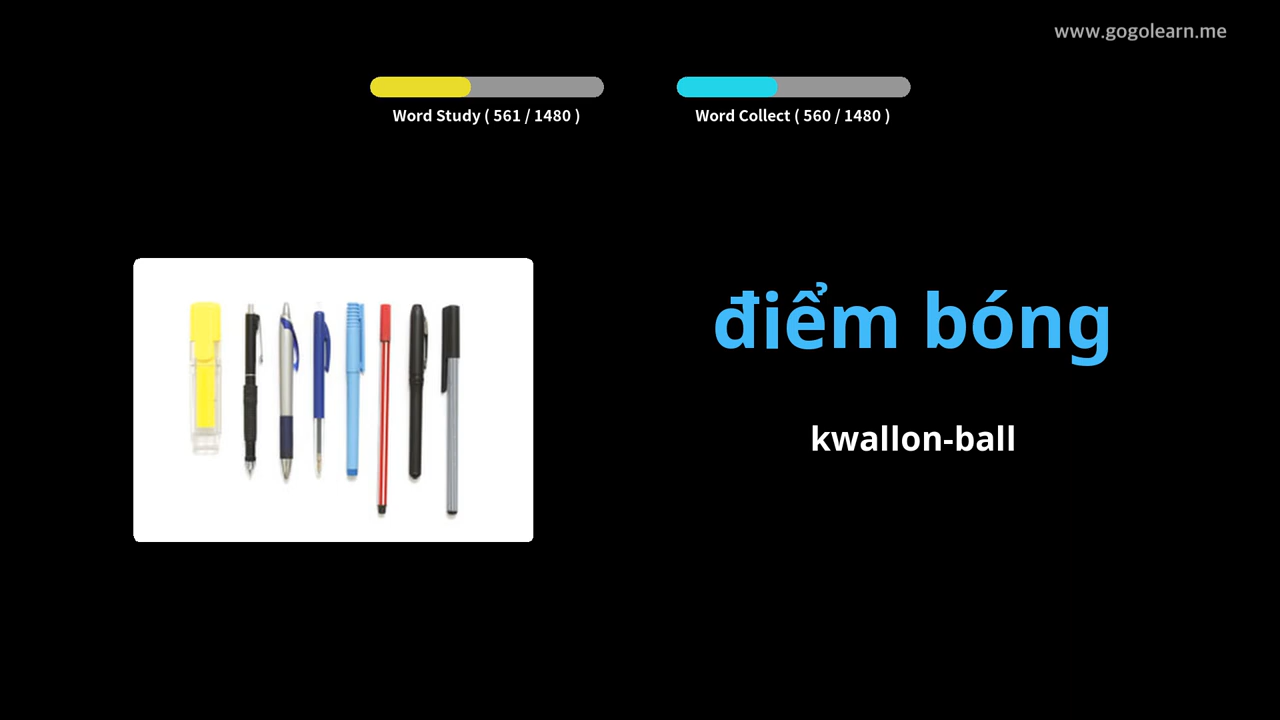 www.gogolearn.me
Word Study ( 561 / 1480 )
Word Collect ( 560 / 1480 )
điểm bóng
kwallon-ball